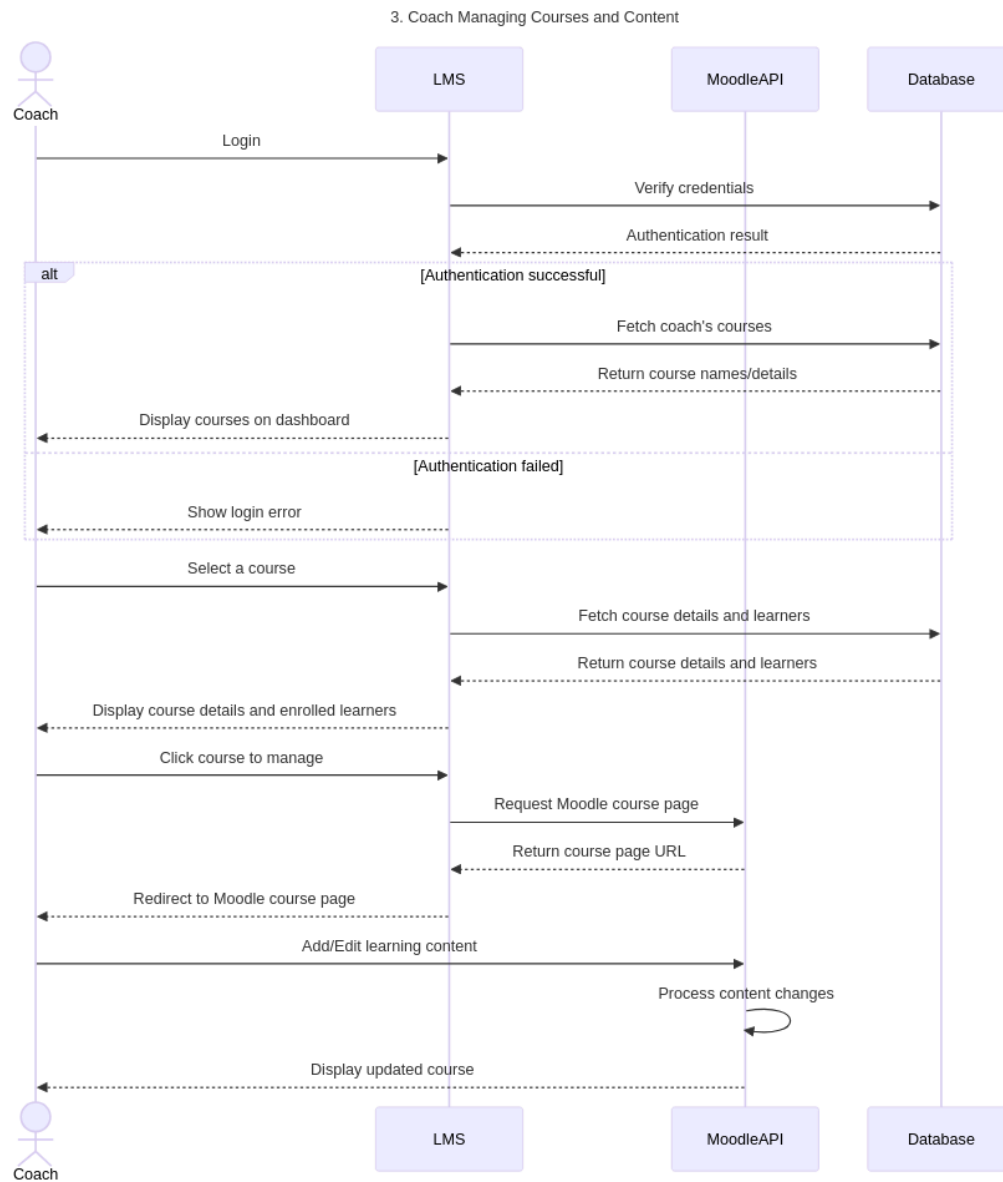 3. Coach Managing Courses and Content
LMS
MoodleAPI
Database
Coach
Login
Verify credentials
Authentication result
alt
[Authentication successful]
Fetch coach's courses
Return course names/details
Display courses on dashboard
[Authentication failed]
Show login error
Select a course
Fetch course details and learners
Return course details and learners
Display course details and enrolled learners
Click course to manage
Request Moodle course page
Return course page URL
Redirect to Moodle course page
Add/Edit learning content
Process content changes
Display updated course
LMS
MoodleAPI
Database
Coach